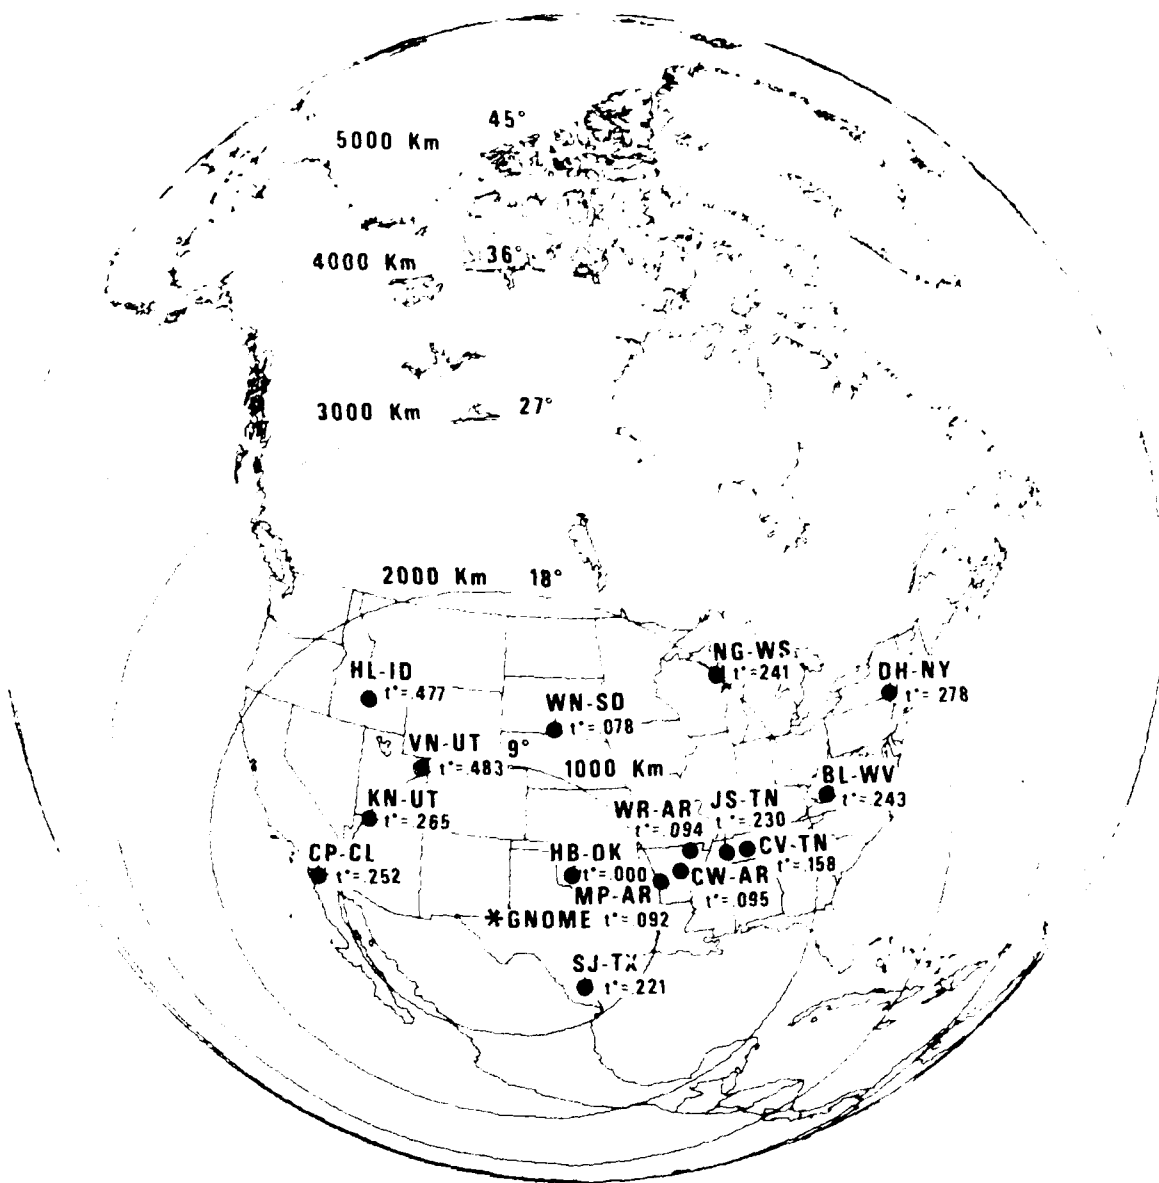 45°
5000 Km
36°
4000 Km
27°
3000 Km
2000 Km 18°
NG-WS
t*=.241
HL-ID
t*=.477
DH-NY
t*=.278
WN-SD
t*=.078
VN-UT 9°
t*=.483
1000 Km
BL-WV
t*=.243
KN-UT
t*=.265
WR-AR
t*=.094
JS-TN
t*=.230
CP-CL
t*=.252
HB-OK
t*=.000
CV-TN
t*=.158
CW-AR
t*=.095
MP-AR
*GNOME t*=.092
SJ-TX
t*=.221